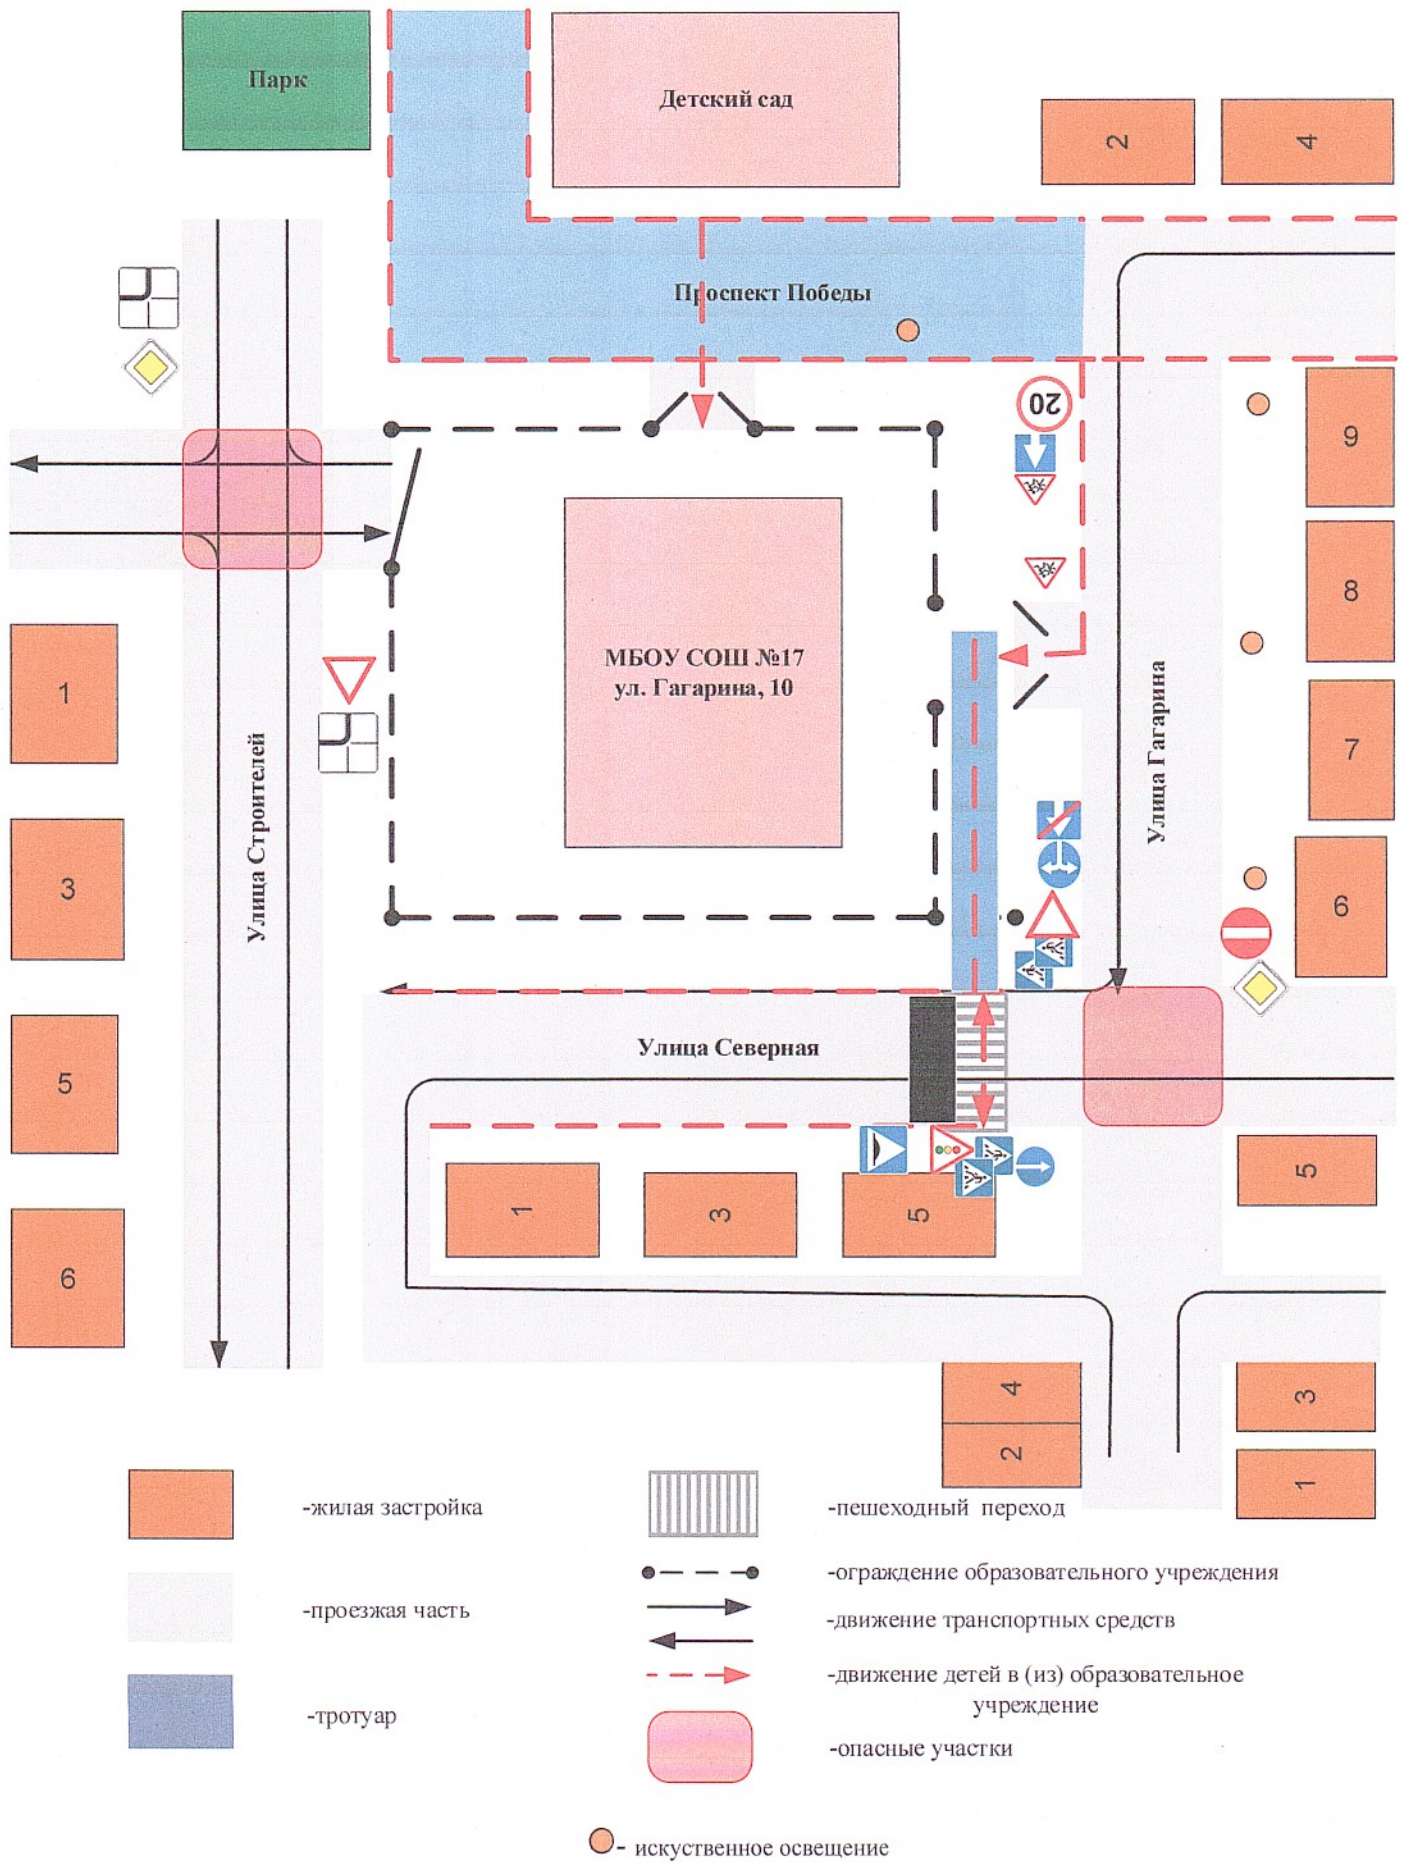 Парк
Детский сад
2
4
Проспект Победы
20
9
8
МБОУ СОШ №17
ул. Гагарина, 10
1
7
Улица Гагарина
Улица Строителей
3
6
Улица Северная
5
5
1
3
5
6
4
3
2
1
-жилая застройка
-пешеходный переход
-ограждение образовательного учреждения
-проезжая часть
-движение транспортных средств
-движение детей в (из) образовательное
учреждение
-тротуар
-опасные участки
- искуственное освещение